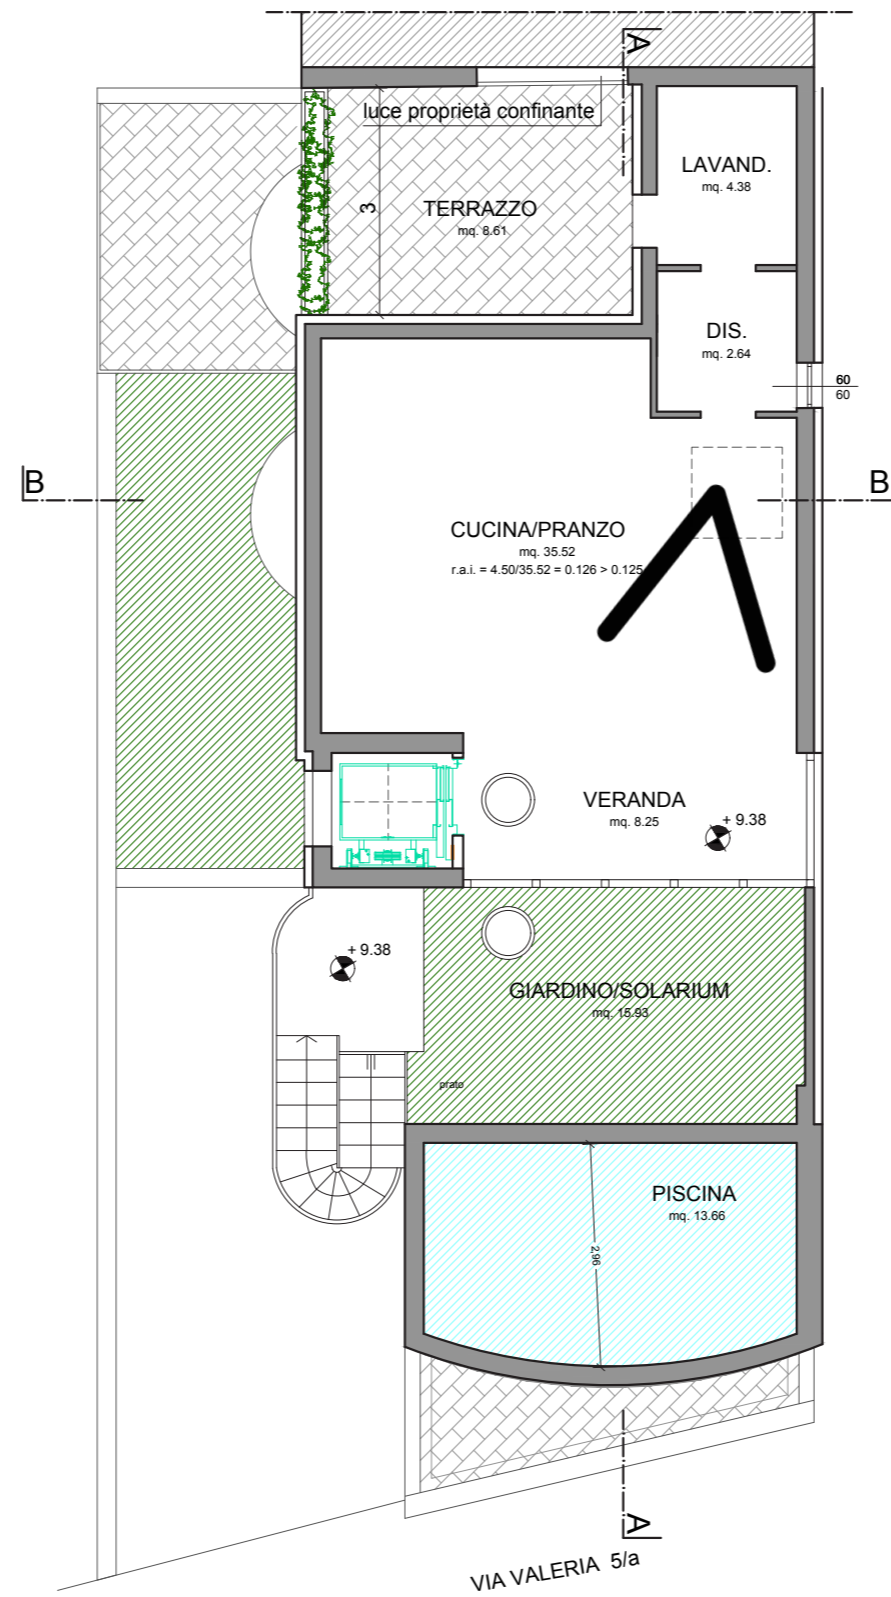 A
luce proprietà confinante
LAVAND.
mq. 4.38
TERRAZZO
mq. 8.61
3
DIS.
mq. 2.64
60
60
B
B
CUCINA/PRANZO
mq. 35.52
r.a.i. = 4.50/35.52 = 0.126 > 0.125
VERANDA
mq. 8.25
+ 9.38
+ 9.38
GIARDINO/SOLARIUM
mq. 15.93
prato
PISCINA
mq. 13.66
2.96
A
VIA VALERIA 5/a